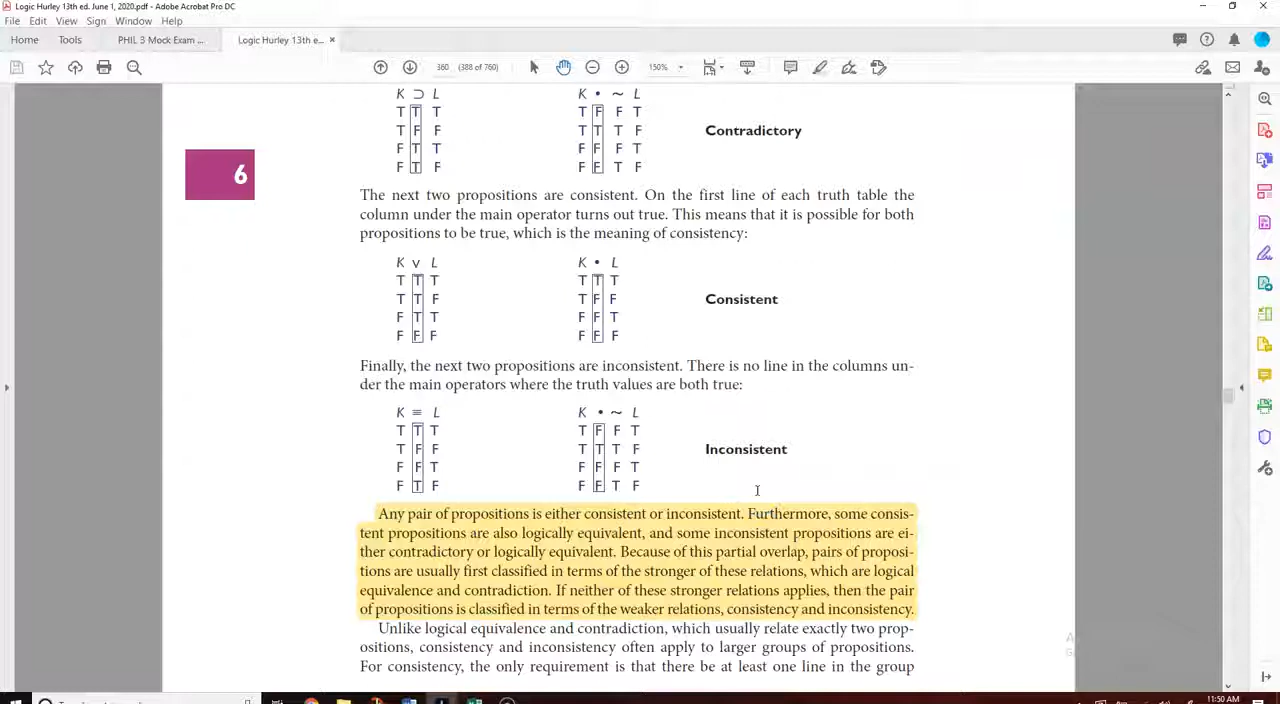 Logic Hurley 13th ed. June 1, 2020.pdf - Adobe Acrobat Pro DC
File Edit View Sign Window Help
Home Tools PHIL 3 Mock Exam ... Logic Hurley 13th e... ×
360 (388 of 760) 150%
K ⊃ L K • ~ L
T T T T F F T
T F F T T T F
F T T F F F T
F T F F F T F
Contradictory
6
The next two propositions are consistent. On the first line of each truth table the
column under the main operator turns out true. This means that it is possible for both
propositions to be true, which is the meaning of consistency:
K v L K • L
T T T T T T
T T F T F F
F T T F F T
F F F F F F
Consistent
Finally, the next two propositions are inconsistent. There is no line in the columns un-
der the main operators where the truth values are both true:
K ≡ L K • ~ L
T T T T F F T
T F F T T T F
F F T F F F T
F T F F F T F
Inconsistent
Any pair of propositions is either consistent or inconsistent. Furthermore, some consis-
tent propositions are also logically equivalent, and some inconsistent propositions are ei-
ther contradictory or logically equivalent. Because of this partial overlap, pairs of proposi-
tions are usually first classified in terms of the stronger of these relations, which are logical
equivalence and contradiction. If neither of these stronger relations applies, then the pair
of propositions is classified in terms of the weaker relations, consistency and inconsistency.
Unlike logical equivalence and contradiction, which usually relate exactly two prop-
ositions, consistency and inconsistency often apply to larger groups of propositions.
For consistency, the only requirement is that there be at least one line in the group
11:50 AM